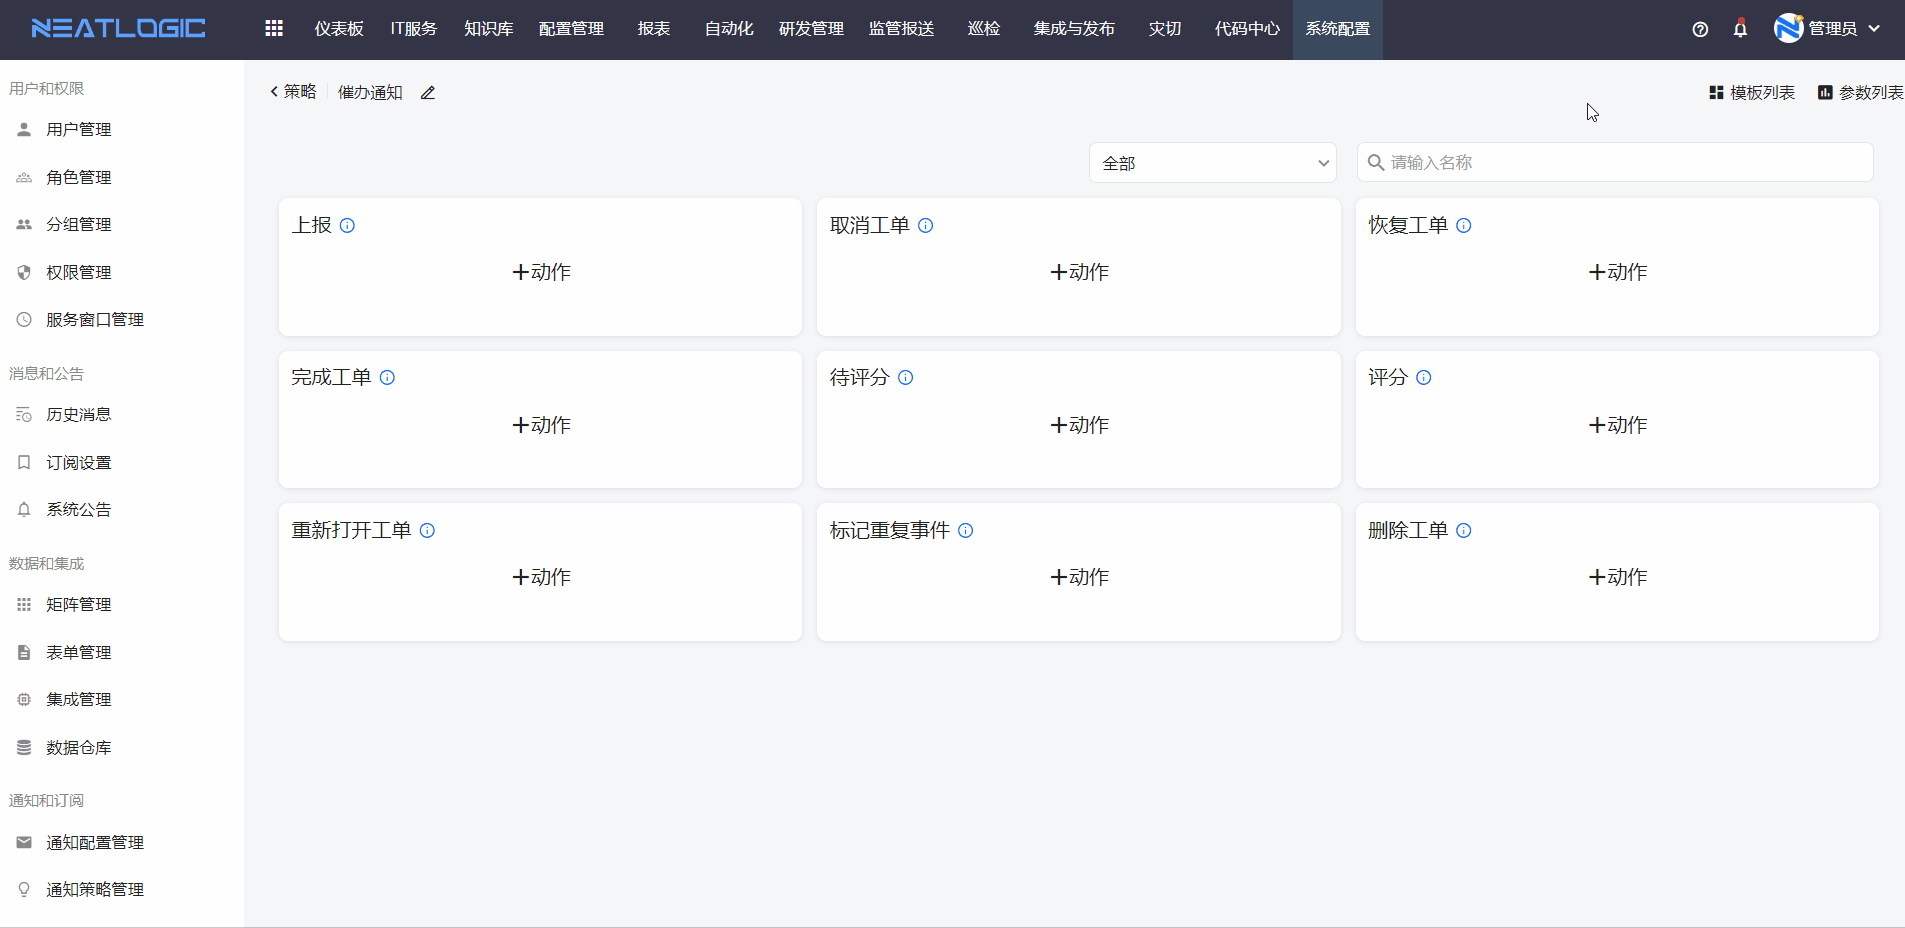 NEATLOGIC
仪表板 IT服务 知识库 配置管理 报表 自动化 研发管理 监管报送 巡检 集成与发布 灾切 代码中心 系统配置 管理员
用户和权限
用户管理
角色管理
分组管理
权限管理
服务窗口管理
消息和公告
历史消息
订阅设置
系统公告
数据和集成
矩阵管理
表单管理
集成管理
数据仓库
通知和订阅
通知配置管理
通知策略管理
策略 催办通知 模板列表 参数列表
全部 请输入名称
上报
+动作
取消工单
+动作
恢复工单
+动作
完成工单
+动作
待评分
+动作
评分
+动作
重新打开工单
+动作
标记重复事件
+动作
删除工单
+动作